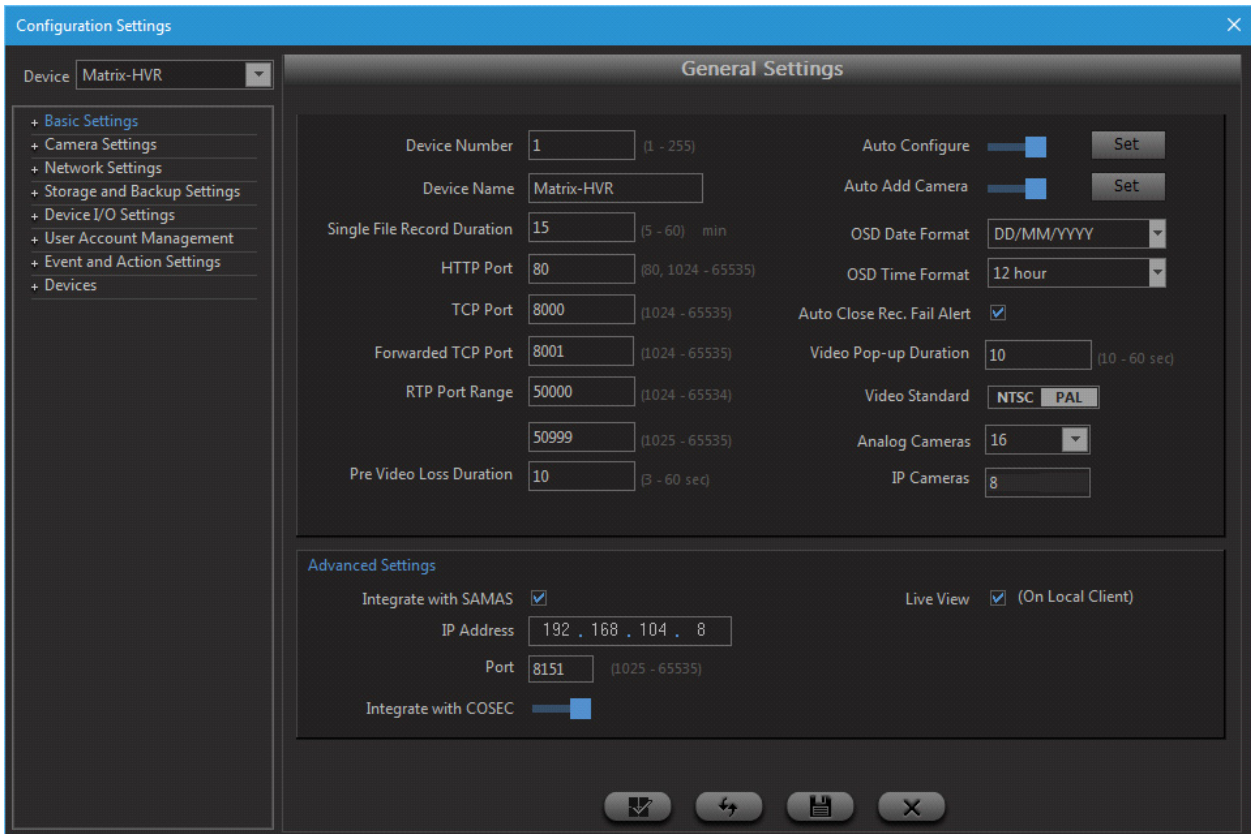 Configuration Settings
Device Matrix-HVR
General Settings
+ Basic Settings
+ Camera Settings
+ Network Settings
+ Storage and Backup Settings
+ Device I/O Settings
+ User Account Management
+ Event and Action Settings
+ Devices
Device Number 1 (1 - 255)
Device Name Matrix-HVR
Single File Record Duration 15 (5 - 60) min
HTTP Port 80 (80, 1024 - 65535)
TCP Port 8000 (1024 - 65535)
Forwarded TCP Port 8001 (1024 - 65535)
RTP Port Range 50000 (1024 - 65534)
50999 (1025 - 65535)
Pre Video Loss Duration 10 (3 - 60 sec)
Auto Configure Set
Auto Add Camera Set
OSD Date Format DD/MM/YYYY
OSD Time Format 12 hour
Auto Close Rec. Fail Alert
Video Pop-up Duration 10 (10 - 60 sec)
Video Standard NTSC PAL
Analog Cameras 16
IP Cameras 8
Advanced Settings
Integrate with SAMAS
IP Address 192 . 168 . 104 . 8
Port 8151 (1025 - 65535)
Integrate with COSEC
Live View (On Local Client)